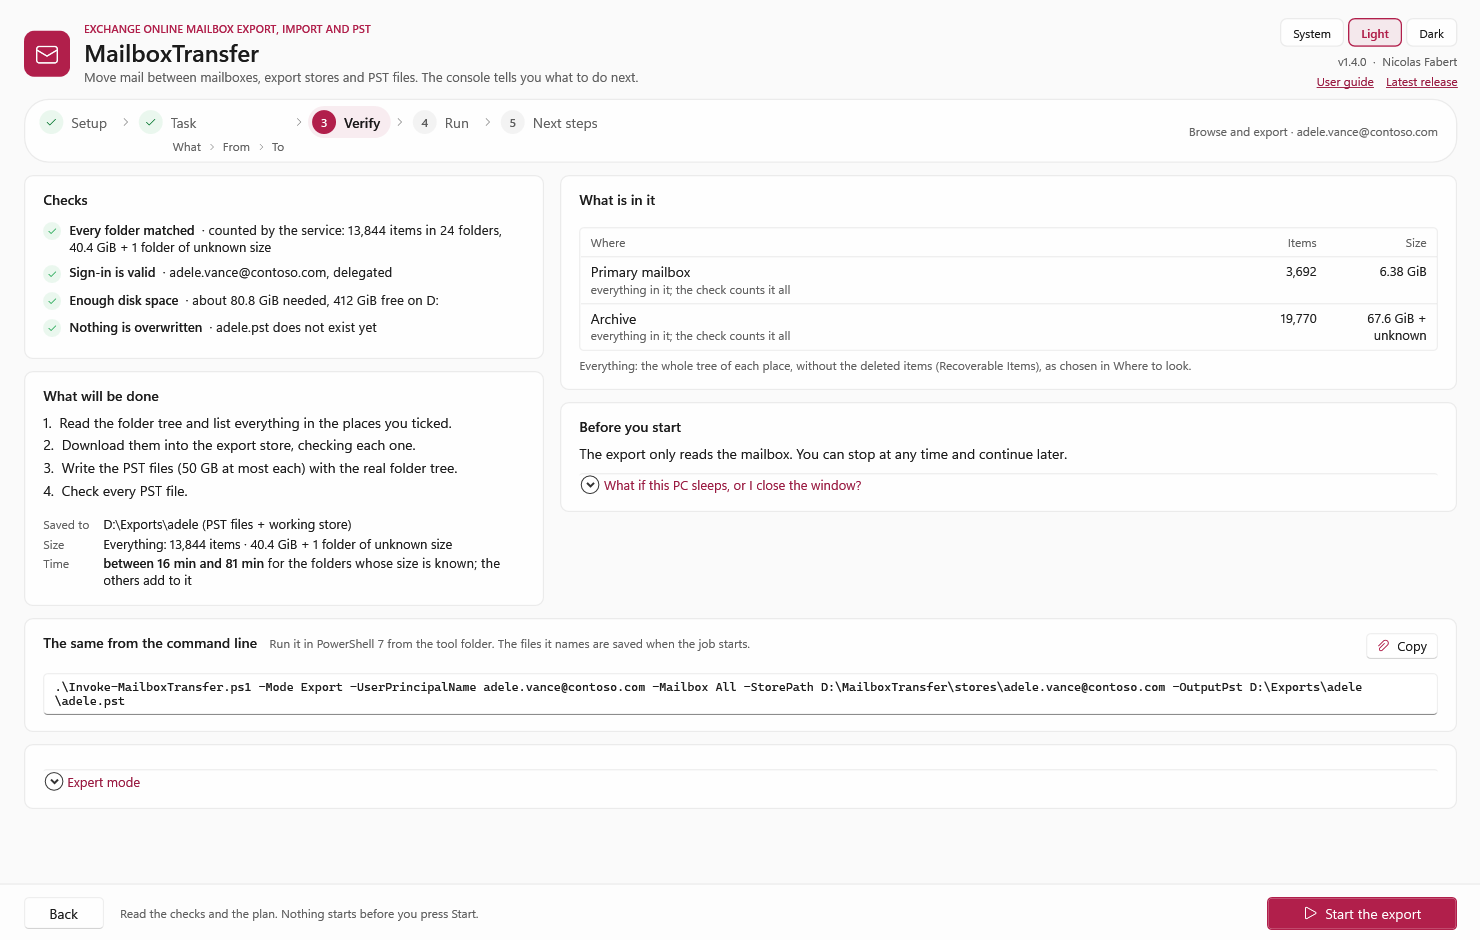 EXCHANGE ONLINE MAILBOX EXPORT, IMPORT AND PST
MailboxTransfer
Move mail between mailboxes, export stores and PST files. The console tells you what to do next.
System
Light
Dark
v1.4.0 · Nicolas Fabert
User guide
Latest release
Setup
Task
What > From > To
3 Verify
4 Run
5 Next steps
Browse and export · adele.vance@contoso.com
Checks
Every folder matched · counted by the service: 13,844 items in 24 folders,
40.4 GiB + 1 folder of unknown size
Sign-in is valid · adele.vance@contoso.com, delegated
Enough disk space · about 80.8 GiB needed, 412 GiB free on D:
Nothing is overwritten · adele.pst does not exist yet
What is in it
Where Items Size
Primary mailbox 3,692 6.38 GiB
everything in it; the check counts it all
Archive 19,770 67.6 GiB +
everything in it; the check counts it all unknown
Everything: the whole tree of each place, without the deleted items (Recoverable Items), as chosen in Where to look.
What will be done
1. Read the folder tree and list everything in the places you ticked.
2. Download them into the export store, checking each one.
3. Write the PST files (50 GB at most each) with the real folder tree.
4. Check every PST file.
Saved to D:\Exports\adele (PST files + working store)
Size Everything: 13,844 items · 40.4 GiB + 1 folder of unknown size
Time between 16 min and 81 min for the folders whose size is known; the
others add to it
Before you start
The export only reads the mailbox. You can stop at any time and continue later.
What if this PC sleeps, or I close the window?
The same from the command line Run it in PowerShell 7 from the tool folder. The files it names are saved when the job starts.
Copy
.\Invoke-MailboxTransfer.ps1 -Mode Export -UserPrincipalName adele.vance@contoso.com -Mailbox All -StorePath D:\MailboxTransfer\stores\adele.vance@contoso.com -OutputPst D:\Exports\adele
\adele.pst
Expert mode
Back
Read the checks and the plan. Nothing starts before you press Start.
Start the export